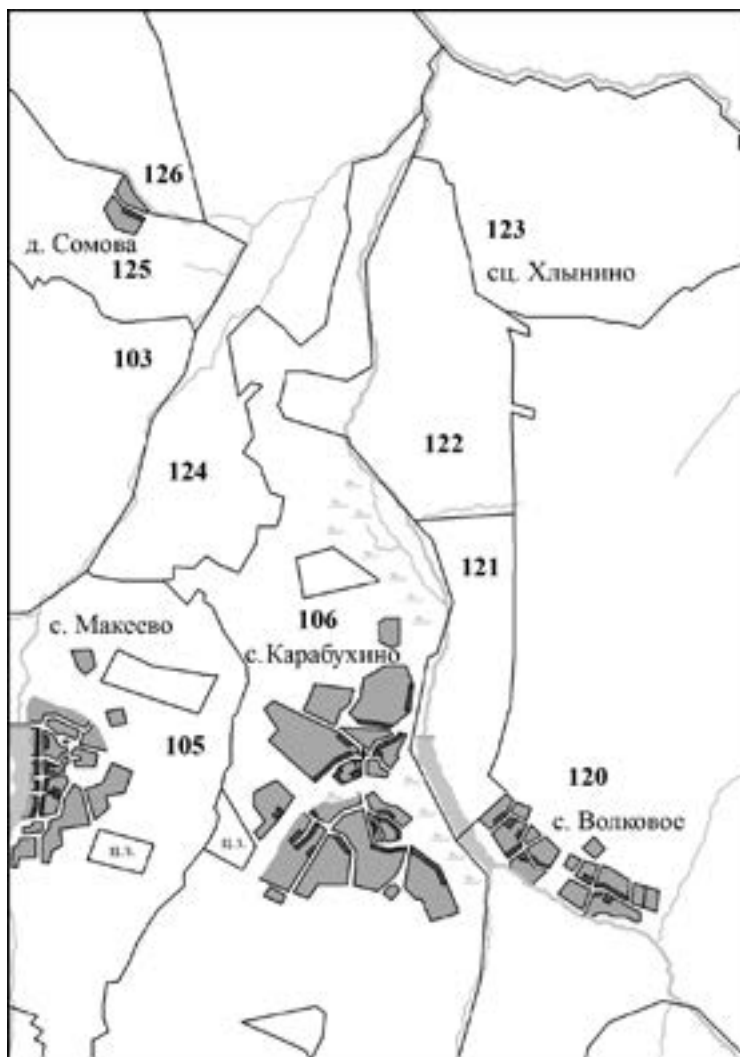 126
д. Сомова
125
123
сц. Хлынино
103
122
124
121
106
с. Макеево
с. Карабухино
105
120
с. Волковое
ц.з.
ц.з.